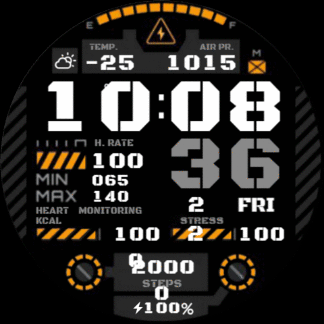 E F
TEMP. AIR PR. M
-25 1015
10:08
36
H. RATE
100
MIN 065
MAX 140
2 FRI
HEART MONITORING
KCAL STRESS
100 2 100
0
2000
STEPS
0
100%